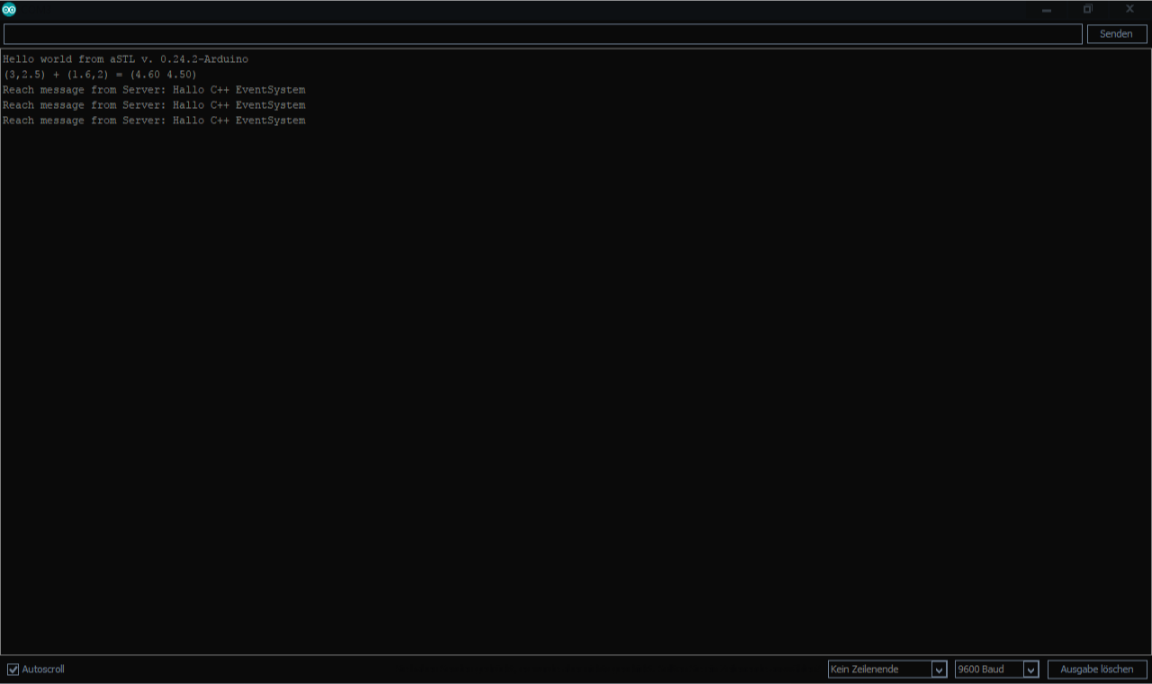 Senden
Hello world from aSTL v. 0.24.2-Arduino
(3,2.5) + (1.6,2) = (4.60 4.50)
Reach message from Server: Hallo C++ EventSystem
Reach message from Server: Hallo C++ EventSystem
Reach message from Server: Hallo C++ EventSystem
Autoscroll
Kein Zeilenende
9600 Baud
Ausgabe löschen